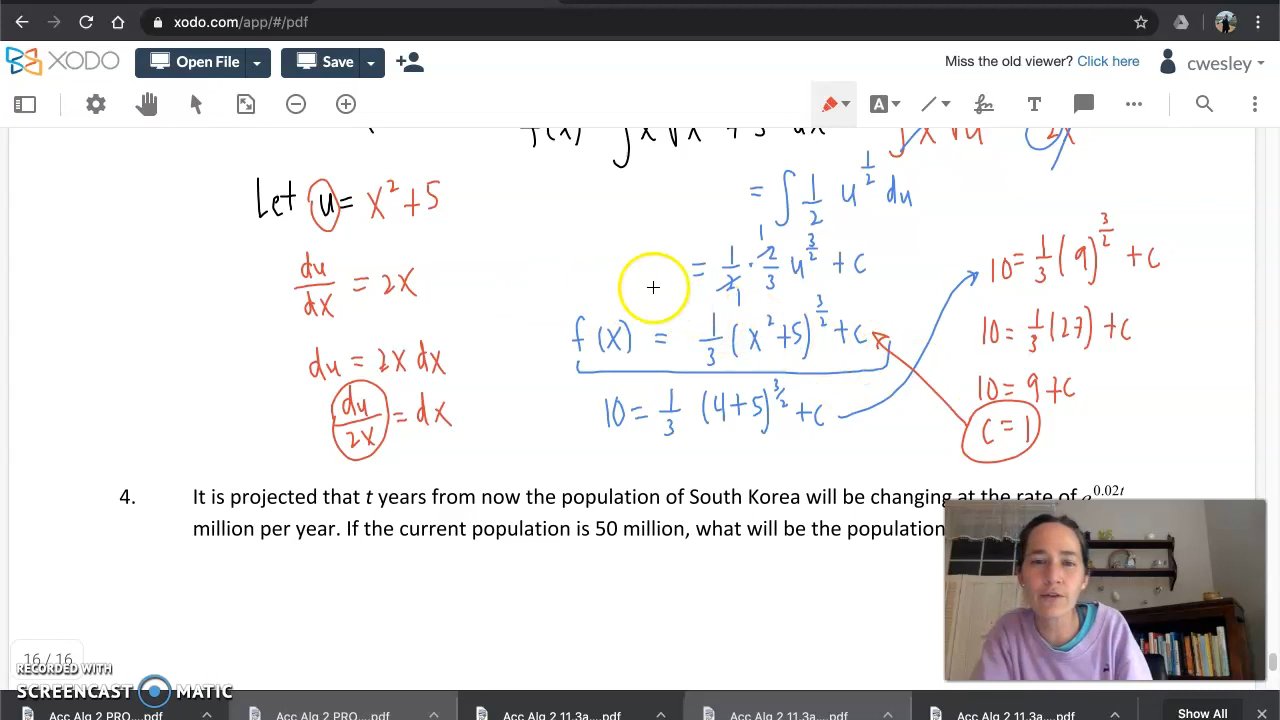 xodo.com/app/#/pdf
XODO
Open File
Save
Miss the old viewer? Click here
cwesley
A
T
f(x) ∫x√x² + 5 dx
∫x√u
2x
Let u = x² + 5
= ∫ 1/2 u^1/2 du
du/dx = 2x
= 1/2 · 2/3 u^3/2 + C
1
1
10 = 1/3 (9)^3/2 + C
f(x) = 1/3 (x² + 5)^3/2 + C
10 = 1/3 (27) + C
du = 2x dx
10 = 9 + C
du/2x = dx
10 = 1/3 (4+5)^3/2 + C
C = 1
4. It is projected that t years from now the population of South Korea will be changing at the rate of e^0.02t
million per year. If the current population is 50 million, what will be the population
16 / 16
RECORDED WITH
SCREENCAST MATIC
Acc Alg 2 PRO....pdf
Acc Alg 2 PRO....pdf
Acc Alg 2 11.3a....pdf
Acc Alg 2 11.3a....pdf
Acc Alg 2 11.3a....pdf
Show All